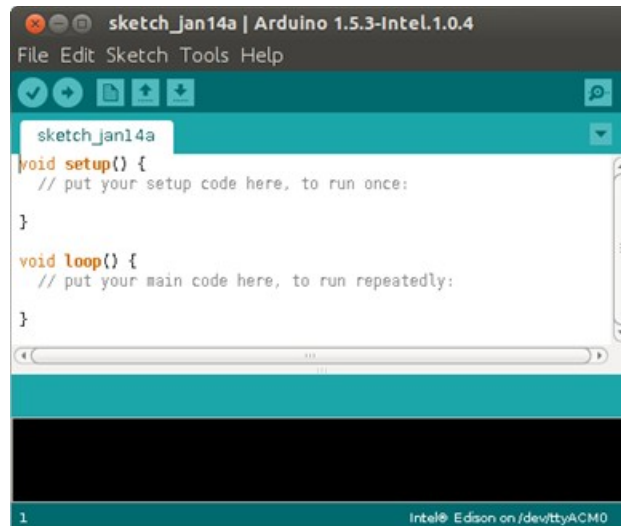 sketch_jan14a | Arduino 1.5.3-Intel.1.0.4
File Edit Sketch Tools Help
sketch_jan14a
void setup() {
// put your setup code here, to run once:
}
void loop() {
// put your main code here, to run repeatedly:
}
1 Intel® Edison on /dev/ttyACM0